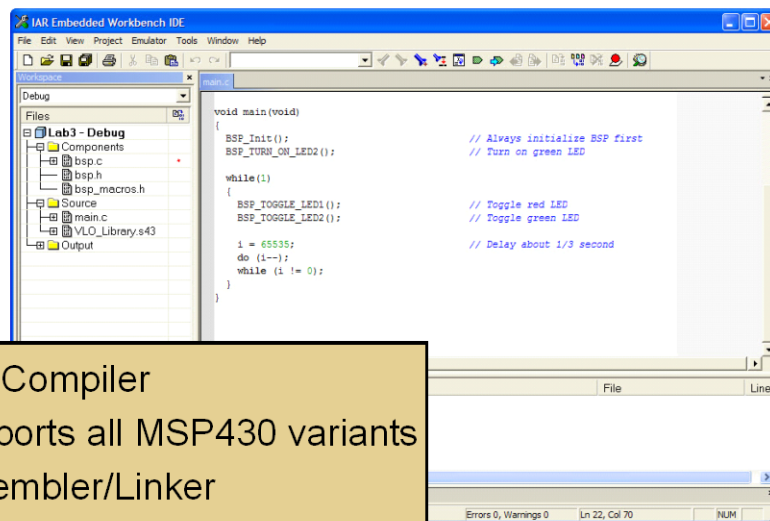 IAR Embedded Workbench IDE
File Edit View Project Emulator Tools Window Help
Workspace
main.c
Debug
Files
Lab3 - Debug
Components
bsp.c
bsp.h
bsp_macros.h
Source
main.c
VLO_Library.s43
Output
void main(void)
{
BSP_Init(); // Always initialize BSP first
BSP_TURN_ON_LED2(); // Turn on green LED
while(1)
{
BSP_TOGGLE_LED1(); // Toggle red LED
BSP_TOGGLE_LED2(); // Toggle green LED
i = 65535; // Delay about 1/3 second
do (i--);
while (i != 0);
}
}
File Line
Compiler
ports all MSP430 variants
embler/Linker
Errors 0, Warnings 0 Ln 22, Col 70 NUM